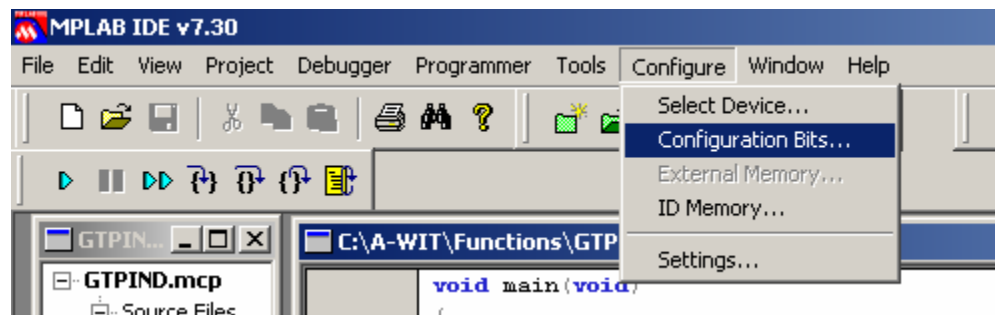 MPLAB IDE v7.30
File Edit View Project Debugger Programmer Tools Configure Window Help
Select Device...
Configuration Bits...
External Memory...
ID Memory...
Settings...
GTPIN...
C:\A-WIT\Functions\GTP
GTPIND.mcp
void main(void)
Source Files
{